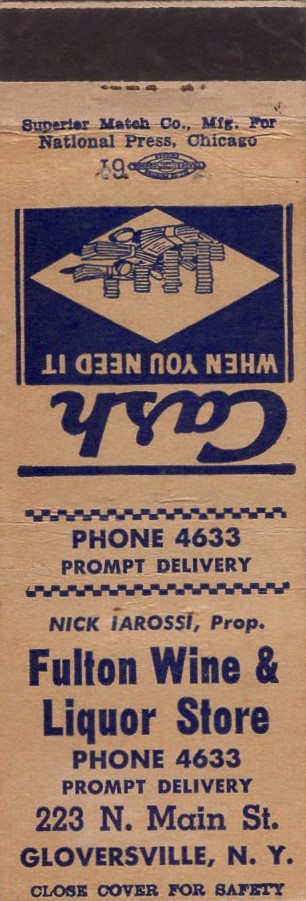 Superior Match Co., Mfg. For
National Press, Chicago
Cash
WHEN YOU NEED IT
PHONE 4633
PROMPT DELIVERY
NICK IAROSSI, Prop.
Fulton Wine &
Liquor Store
PHONE 4633
PROMPT DELIVERY
223 N. Main St.
GLOVERSVILLE, N. Y.
CLOSE COVER FOR SAFETY